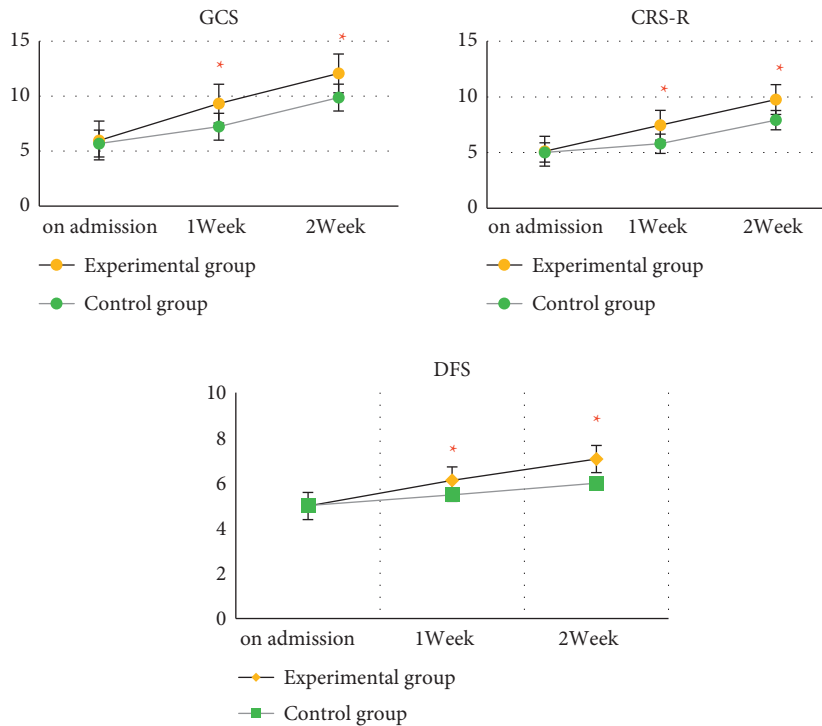 GCS
15
10
5
0
on admission 1Week 2Week
Experimental group
Control group
CRS-R
15
10
5
0
on admission 1Week 2Week
Experimental group
Control group
DFS
10
8
6
4
2
0
on admission 1Week 2Week
Experimental group
Control group